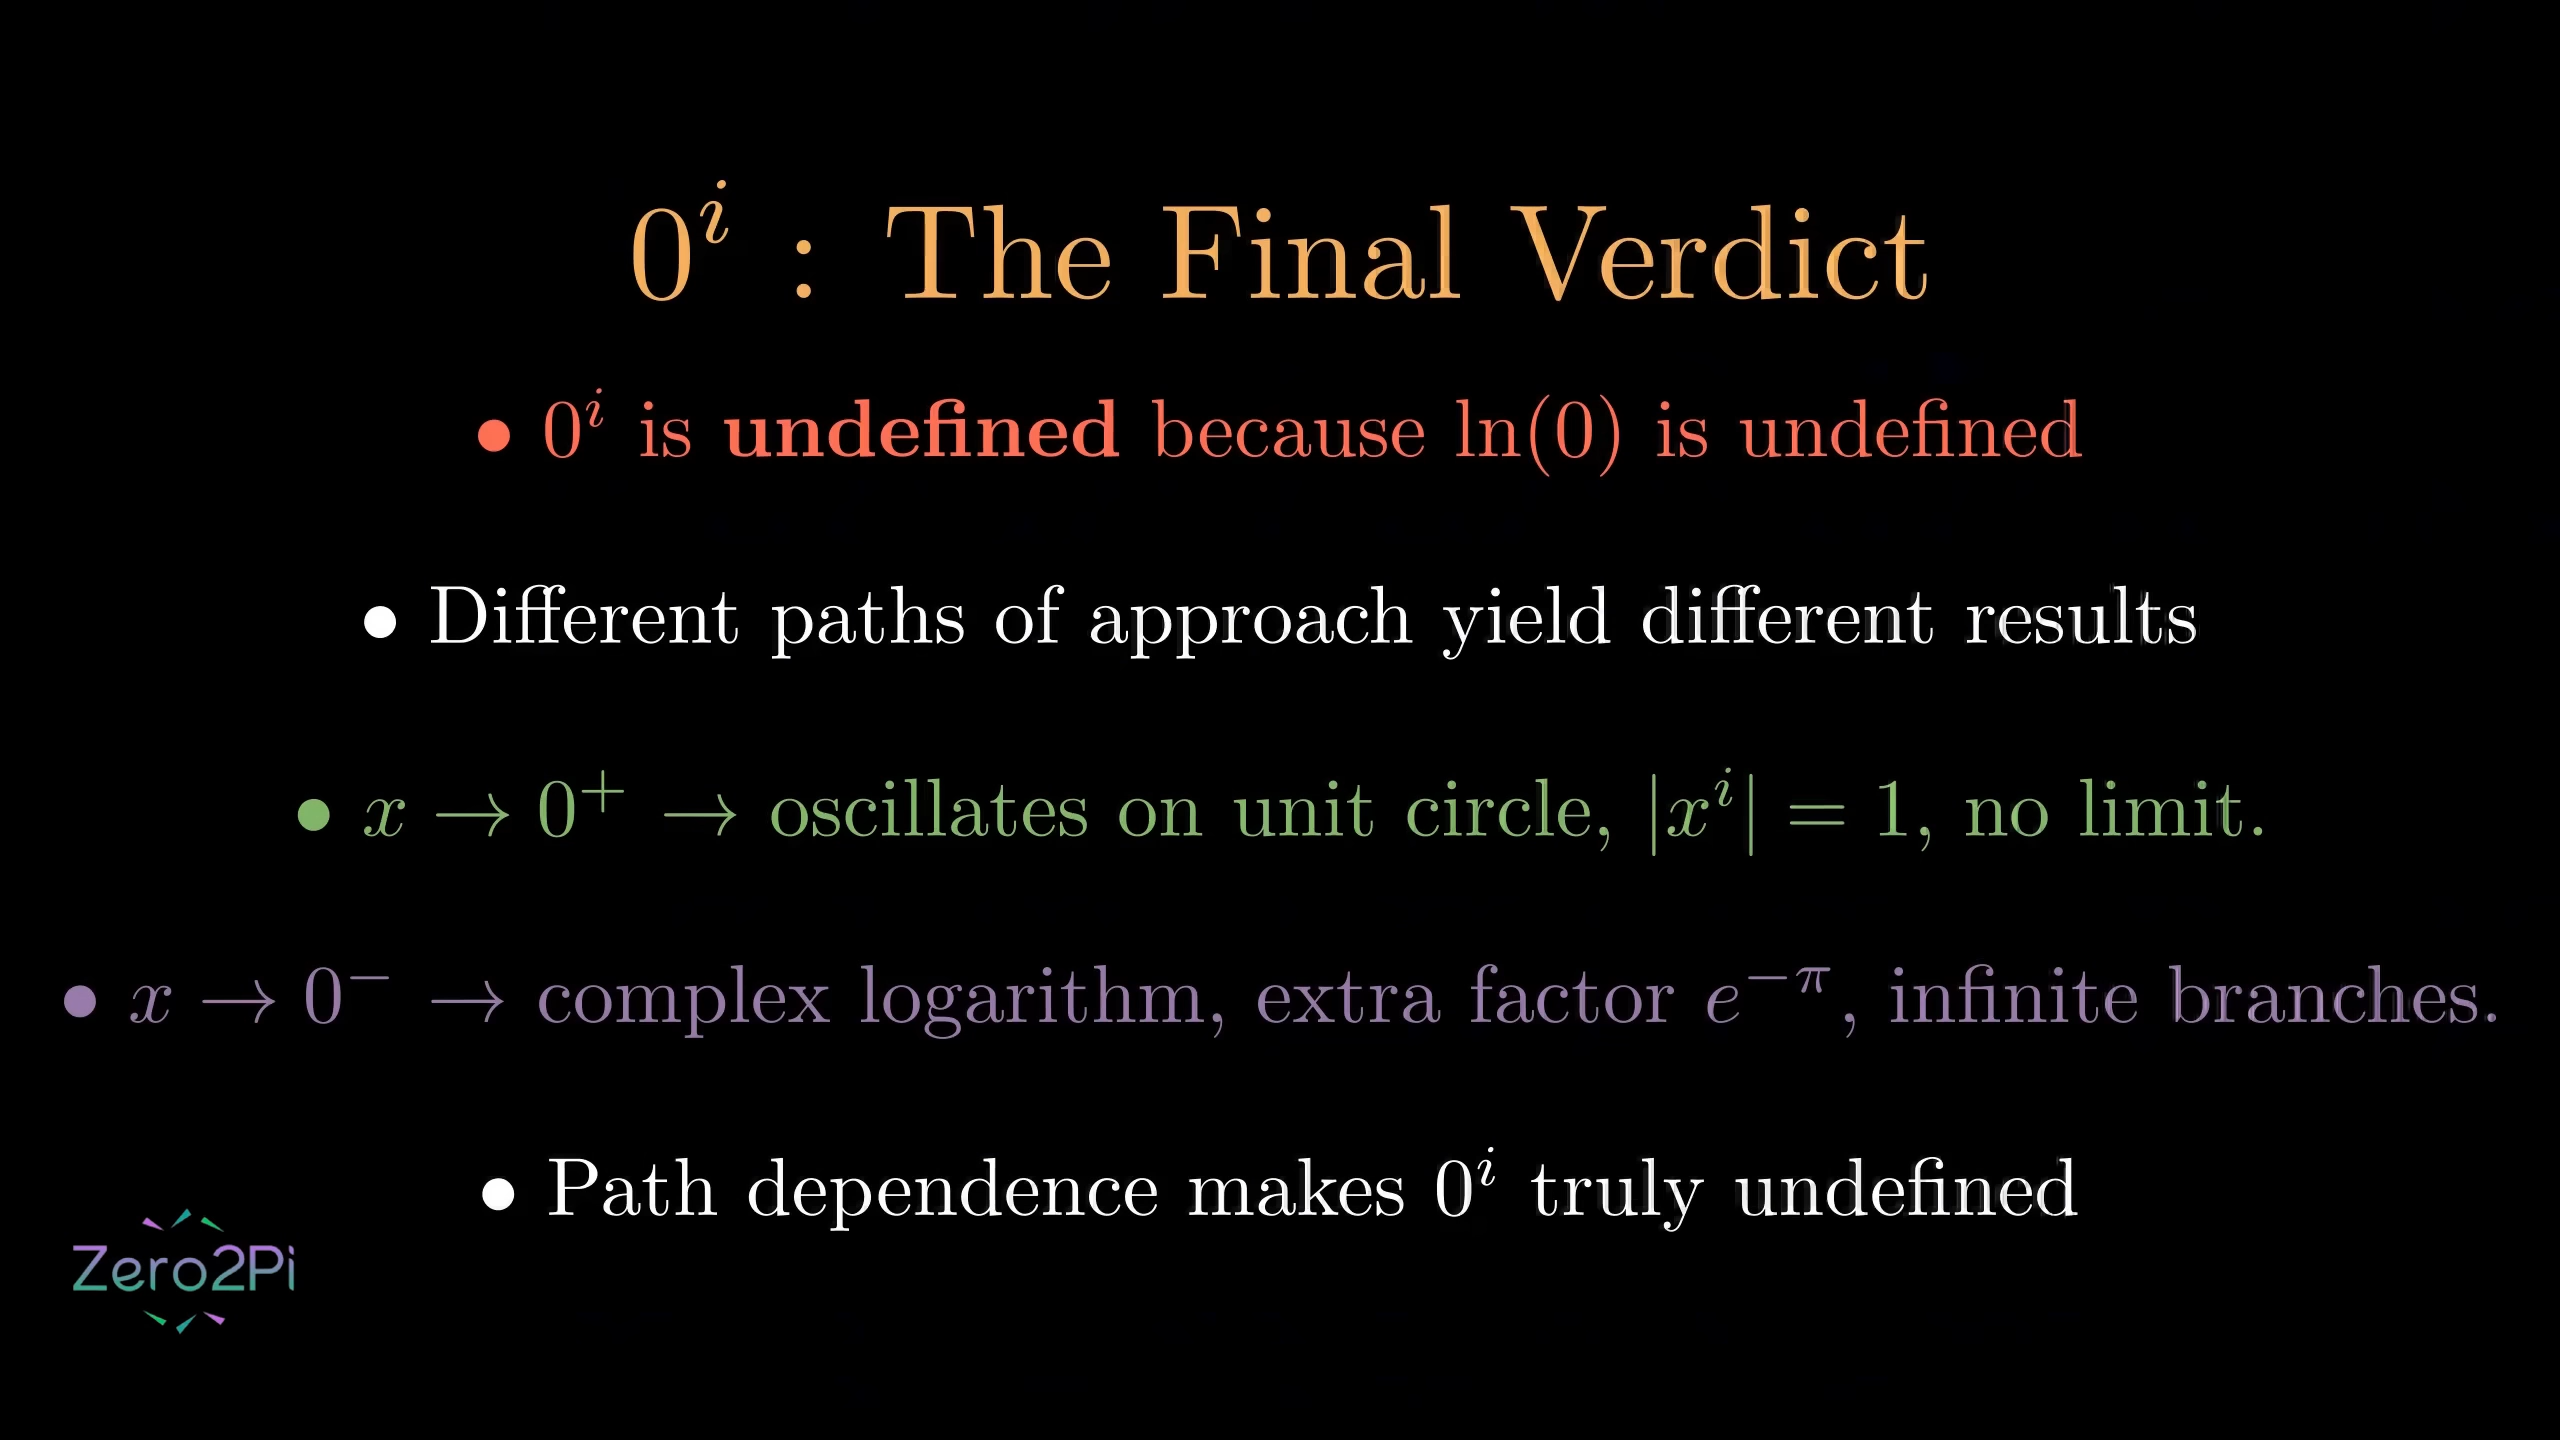 0^i : The Final Verdict
• 0^i is undefined because ln(0) is undefined
• Different paths of approach yield different results
• x → 0⁺ → oscillates on unit circle, |x^i| = 1, no limit.
• x → 0⁻ → complex logarithm, extra factor e^{−π}, infinite branches.
• Path dependence makes 0^i truly undefined
Zero2Pi